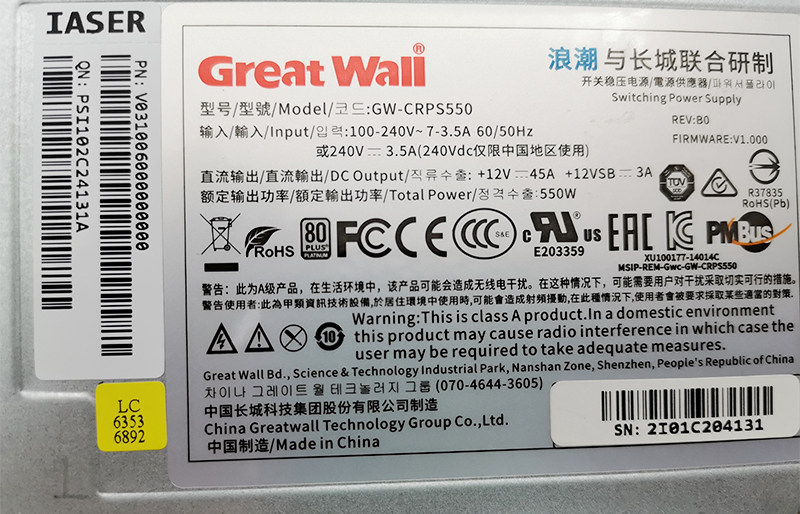 IASER
PN: V0310060000000000
QN: PSI102C24131A
LC
6353
6892
Great Wall®
浪潮与长城联合研制
开关稳压电源/電源供應器/파워서플라이
Switching Power Supply
型号/型號/Model/코드:GW-CRPS550
REV:B0
输入/輸入/Input/입력:100-240V~ 7-3.5A 60/50Hz
FIRMWARE:V1.000
或240V ⎓ 3.5A(240Vdc仅限中国地区使用)
直流输出/直流輸出/DC Output/직류수출: +12V ⎓ 45A +12VSB ⎓ 3A
额定输出功率/額定輸出功率/Total Power/정격수출:550W
TUV
R37835
RoHS(Pb)
RoHS
80
PLUS
PLATINUM
FC CE CCC S&E
c RU® us
E203359
EAC
KC
PMBus
XU100177-14014C
MSIP-REM-Gwc-GW-CRPS550
警告：此为A级产品，在生活环境中，该产品可能会造成无线电干扰。在这种情况下，可能需要用户对干扰采取切实可行的措施。
警告使用者:此為甲類資訊技術設備,於居住環境中使用時,可能會造成射頻擾動,在此種情況下,使用者會被要求採取某些適當的對策.
10
Warning:This is class A product.In a domestic environment
this product may cause radio interference in which case the
user may be required to take adequate measures.
Great Wall Bd., Science & Technology Industrial Park, Nanshan Zone, Shenzhen, People's Republic of China
차이나 그레이트 월 테크놀러지 그룹 (070-4644-3605)
中国长城科技集团股份有限公司制造
China Greatwall Technology Group Co.,Ltd.
中国制造/Made in China
SN: 2I01C204131